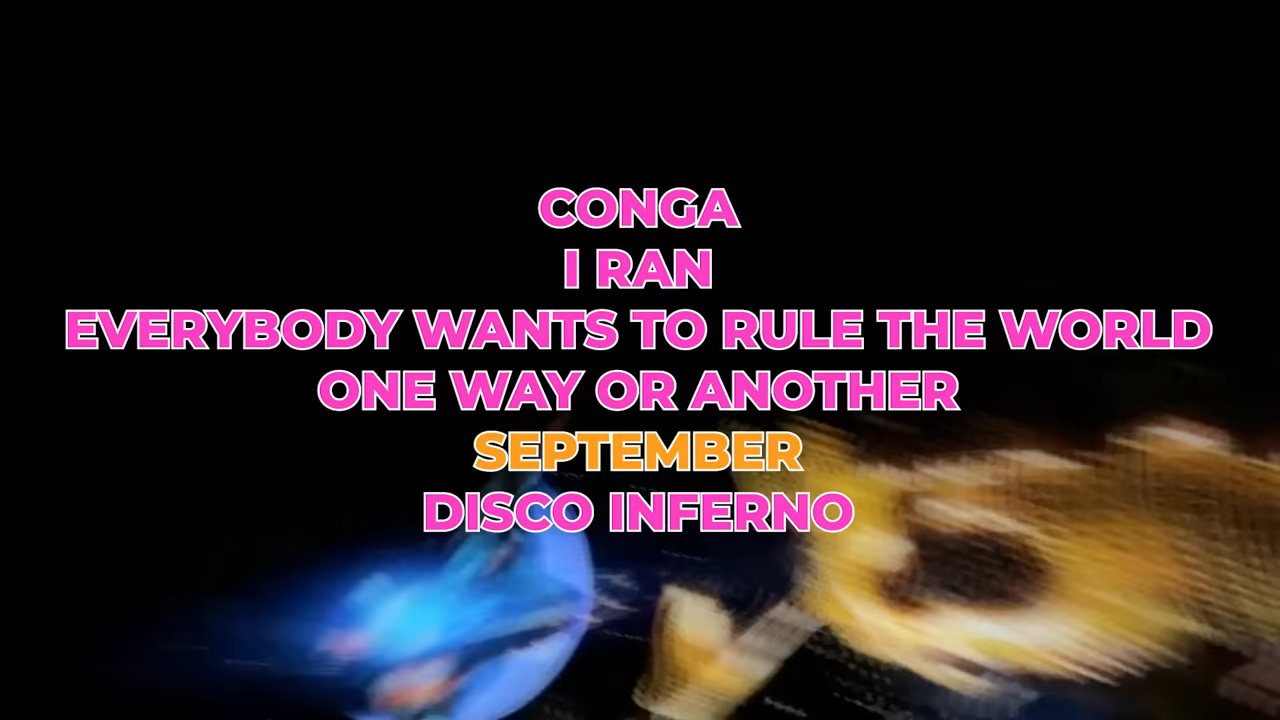 CONGA
I RAN
EVERYBODY WANTS TO RULE THE WORLD
ONE WAY OR ANOTHER
SEPTEMBER
DISCO INFERNO